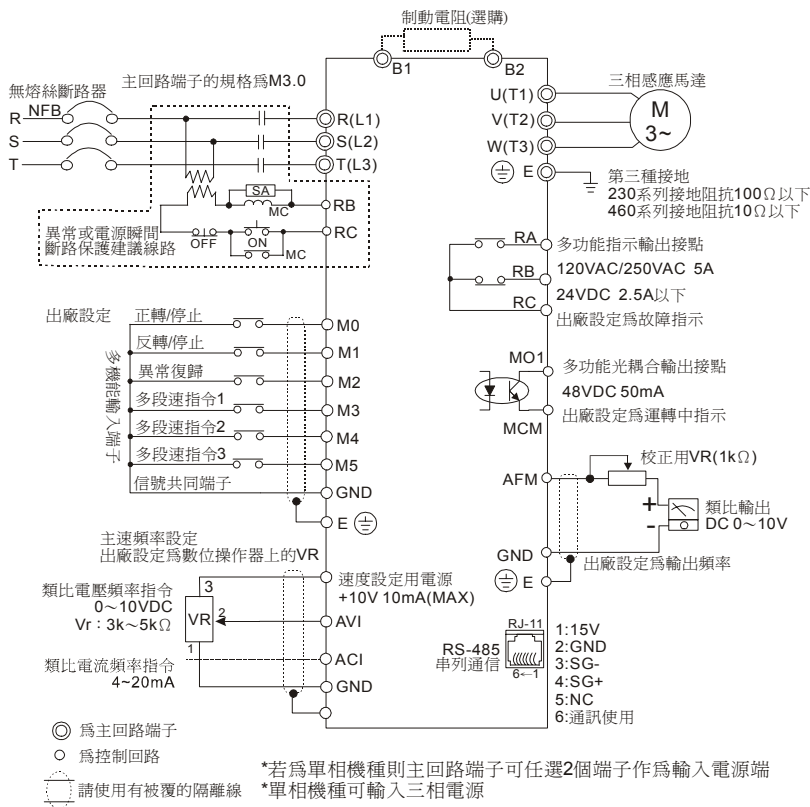 制動電阻(選購)
B1
B2
主回路端子的規格爲M3.0
無熔絲斷路器
NFB
R
S
T
R(L1)
S(L2)
T(L3)
SA
MC
RB
異常或電源瞬間
斷路保護建議線路
OFF
ON
MC
RC
U(T1)
V(T2)
W(T3)
E
三相感應馬達
M
3~
第三種接地
230系列接地阻抗100Ω以下
460系列接地阻抗10Ω以下
RA
RB
RC
多功能指示輸出接點
120VAC/250VAC 5A
24VDC 2.5A以下
出廠設定爲故障指示
出廠設定
多機能輸入端子
正轉/停止
M0
反轉/停止
M1
異常復歸
M2
多段速指令1
M3
多段速指令2
M4
多段速指令3
M5
信號共同端子
GND
E
MO1
MCM
多功能光耦合輸出接點
48VDC 50mA
出廠設定爲運轉中指示
AFM
校正用VR(1kΩ)
+
-
類比輸出
DC 0～10V
GND
出廠設定爲輸出頻率
E
主速頻率設定
出廠設定爲數位操作器上的VR
類比電壓頻率指令
0～10VDC
Vr：3k～5kΩ
3
VR
2
1
速度設定用電源
+10V 10mA(MAX)
AVI
ACI
類比電流頻率指令
4~20mA
GND
RS-485
串列通信
RJ-11
6←1
1:15V
2:GND
3:SG-
4:SG+
5:NC
6:通訊使用
爲主回路端子
爲控制回路
請使用有被覆的隔離線
*若爲單相機種則主回路端子可任選2個端子作爲輸入電源端
*單相機種可輸入三相電源